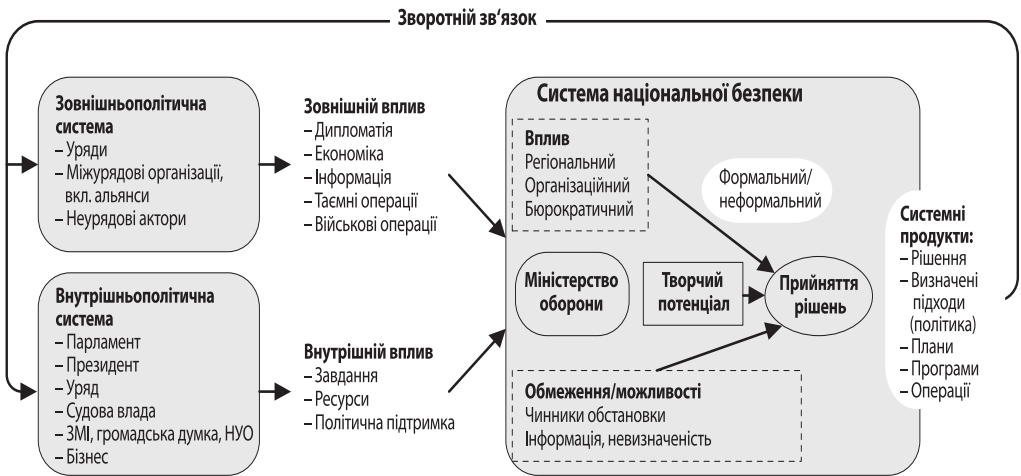 Зворотній зв‘язок
Зовнішньополітична
система
– Уряди
– Міжурядові організації,
вкл. альянси
– Неурядові актори
Зовнішній вплив
– Дипломатія
– Економіка
– Інформація
– Таємні операції
– Військові операції
Внутрішньополітична
система
– Парламент
– Президент
– Уряд
– Судова влада
– ЗМІ, громадська думка, НУО
– Бізнес
Внутрішній вплив
– Завдання
– Ресурси
– Політична підтримка
Система національної безпеки
Вплив
Регіональний
Організаційний
Бюрократичний
Формальний/
неформальний
Міністерство
оборони
Творчий
потенціал
Прийняття
рішень
Обмеження/можливості
Чинники обстановки
Інформація, невизначеність
Системні
продукти:
– Рішення
– Визначені
підходи
(політика)
– Плани
– Програми
– Операції